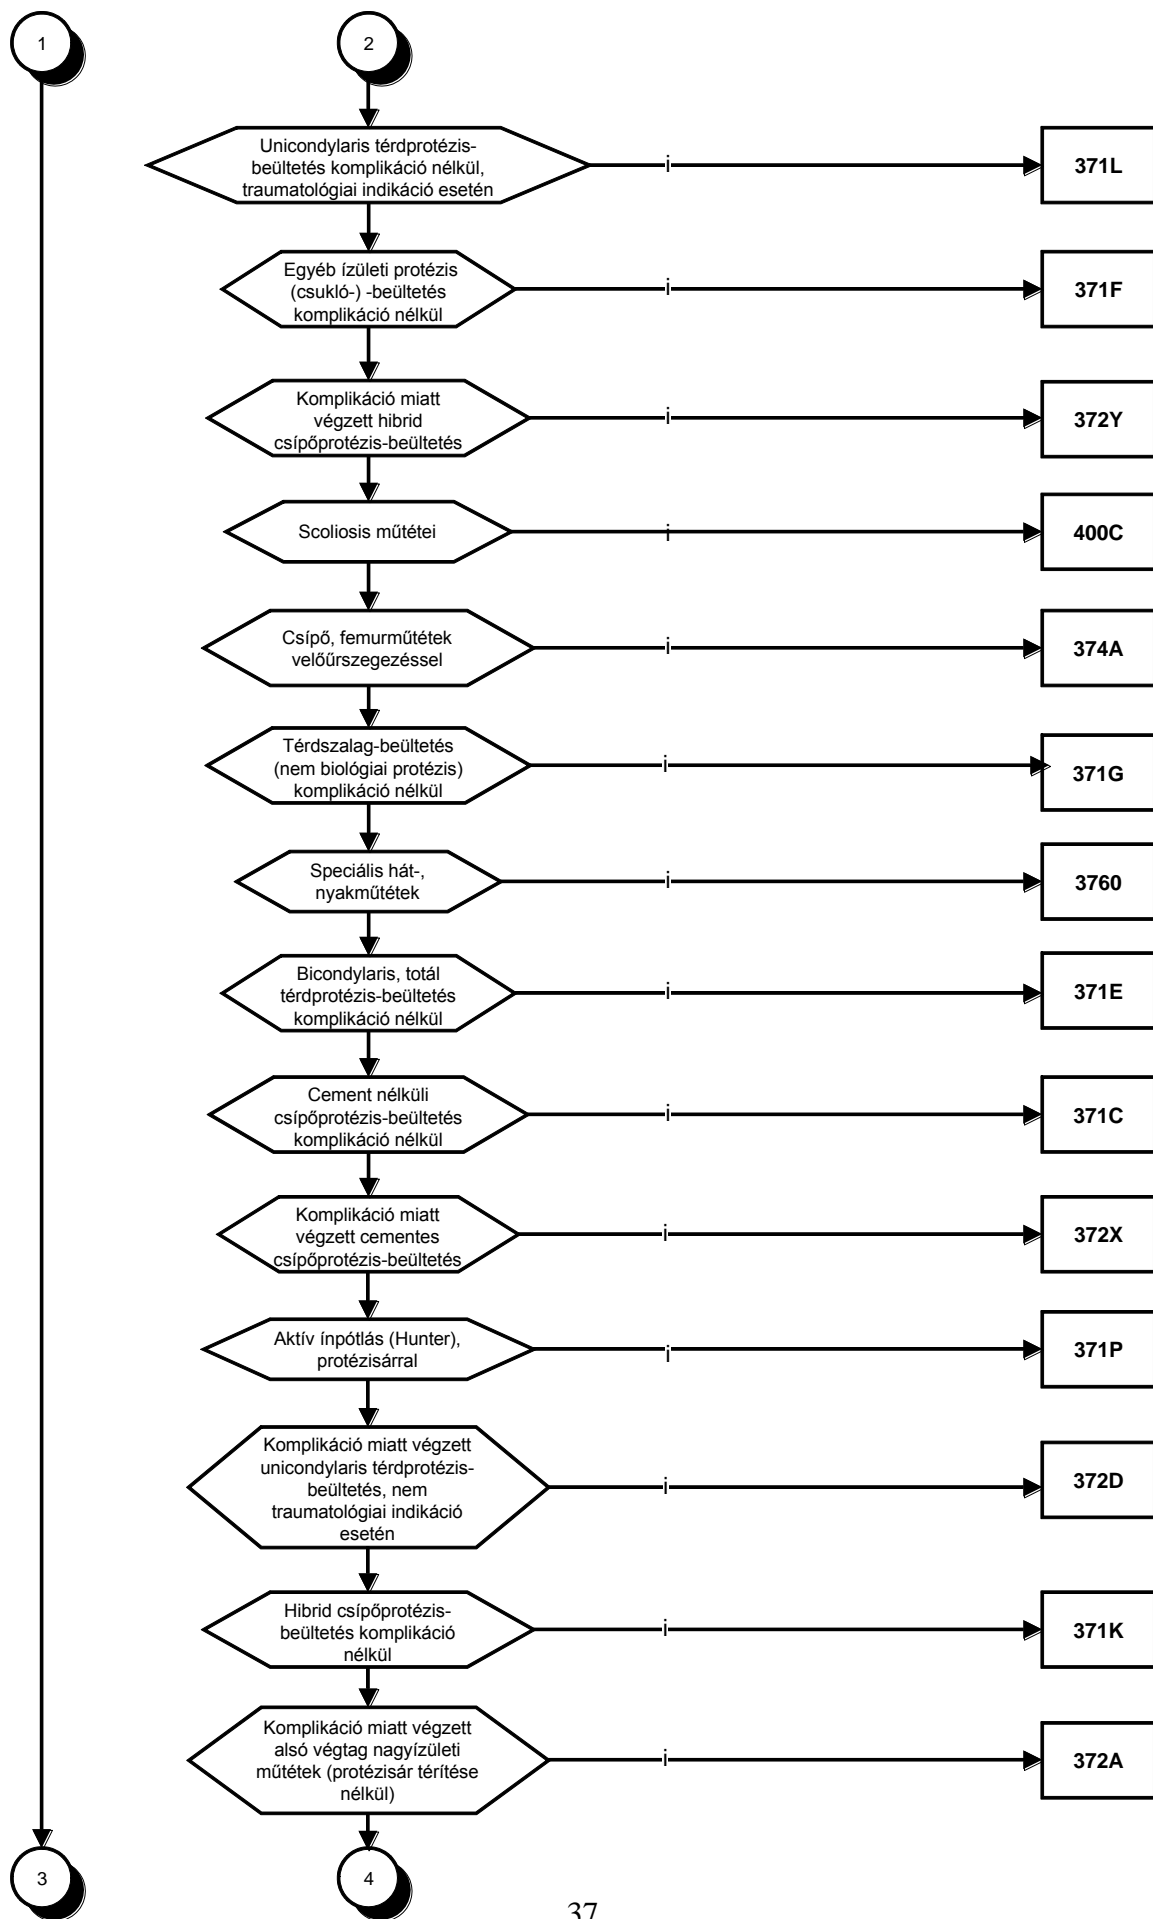 1
2
Unicondylaris térdprotézis-
beültetés komplikáció nélkül,
traumatológiai indikáció esetén
i
371L
Egyéb ízületi protézis
(csukló-) -beültetés
komplikáció nélkül
i
371F
Komplikáció miatt
végzett hibrid
csípőprotézis-beültetés
i
372Y
Scoliosis műtétei
i
400C
Csípő, femurműtétek
velőűrszegezéssel
i
374A
Térdszalag-beültetés
(nem biológiai protézis)
komplikáció nélkül
i
371G
Speciális hát-,
nyakműtétek
i
3760
Bicondylaris, totál
térdprotézis-beültetés
komplikáció nélkül
i
371E
Cement nélküli
csípőprotézis-beültetés
komplikáció nélkül
i
371C
Komplikáció miatt
végzett cementes
csípőprotézis-beültetés
i
372X
Aktív ínpótlás (Hunter),
protézisárral
i
371P
Komplikáció miatt végzett
unicondylaris térdprotézis-
beültetés, nem
traumatológiai indikáció
esetén
i
372D
Hibrid csípőprotézis-
beültetés komplikáció
nélkül
i
371K
Komplikáció miatt végzett
alsó végtag nagyízületi
műtétek (protézisár térítése
nélkül)
i
372A
3
4
37